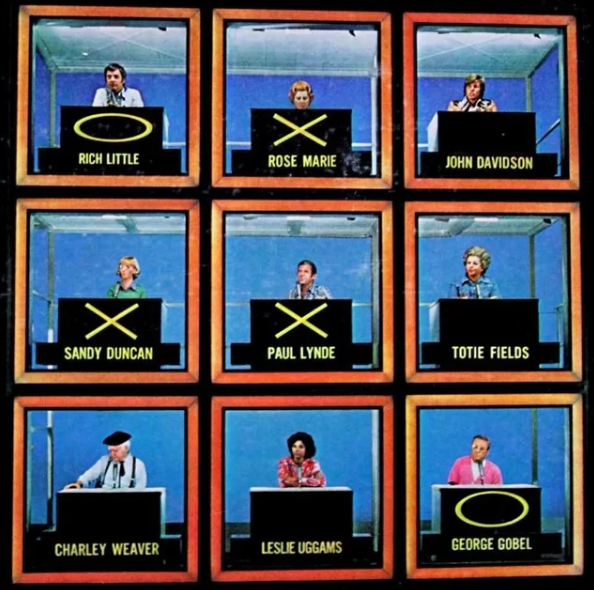 RICH LITTLE
ROSE MARIE
JOHN DAVIDSON
SANDY DUNCAN
PAUL LYNDE
TOTIE FIELDS
CHARLEY WEAVER
LESLIE UGGAMS
GEORGE GOBEL